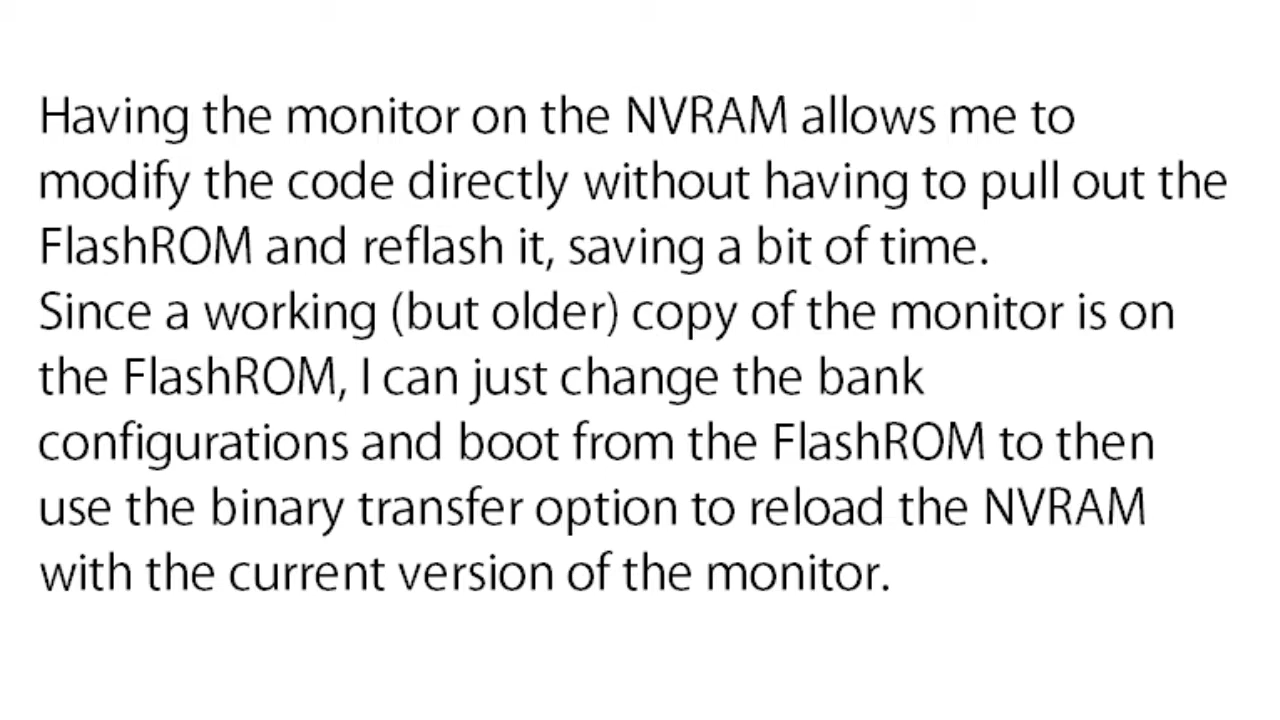 Having the monitor on the NVRAM allows me to
modify the code directly without having to pull out the
FlashROM and reflash it, saving a bit of time.
Since a working (but older) copy of the monitor is on
the FlashROM, I can just change the bank
configurations and boot from the FlashROM to then
use the binary transfer option to reload the NVRAM
with the current version of the monitor.